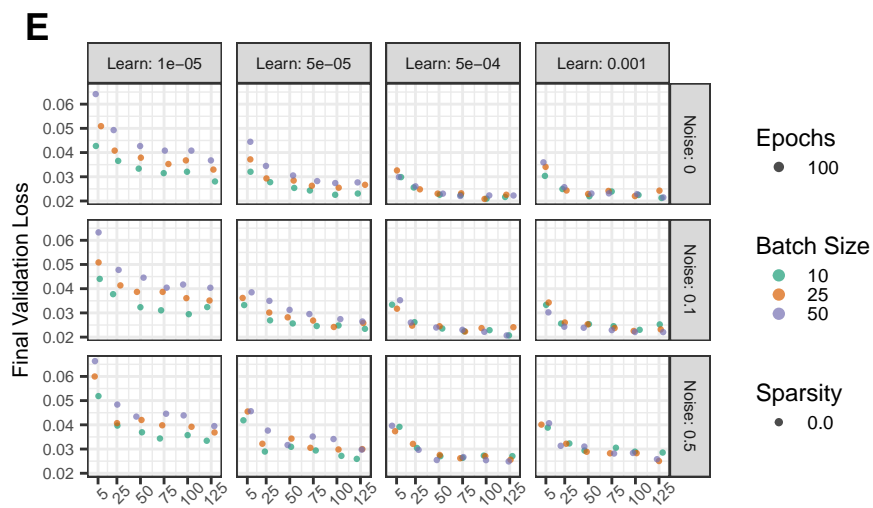 E
Learn: 1e−05 Learn: 5e−05 Learn: 5e−04 Learn: 0.001
Final Validation Loss
0.06
0.05
0.04
0.03
0.02
Noise: 0
0.06
0.05
0.04
0.03
0.02
Noise: 0.1
0.06
0.05
0.04
0.03
0.02
Noise: 0.5
5 25 50 75 100 125 5 25 50 75 100 125 5 25 50 75 100 125 5 25 50 75 100 125
Epochs
100
Batch Size
10
25
50
Sparsity
0.0